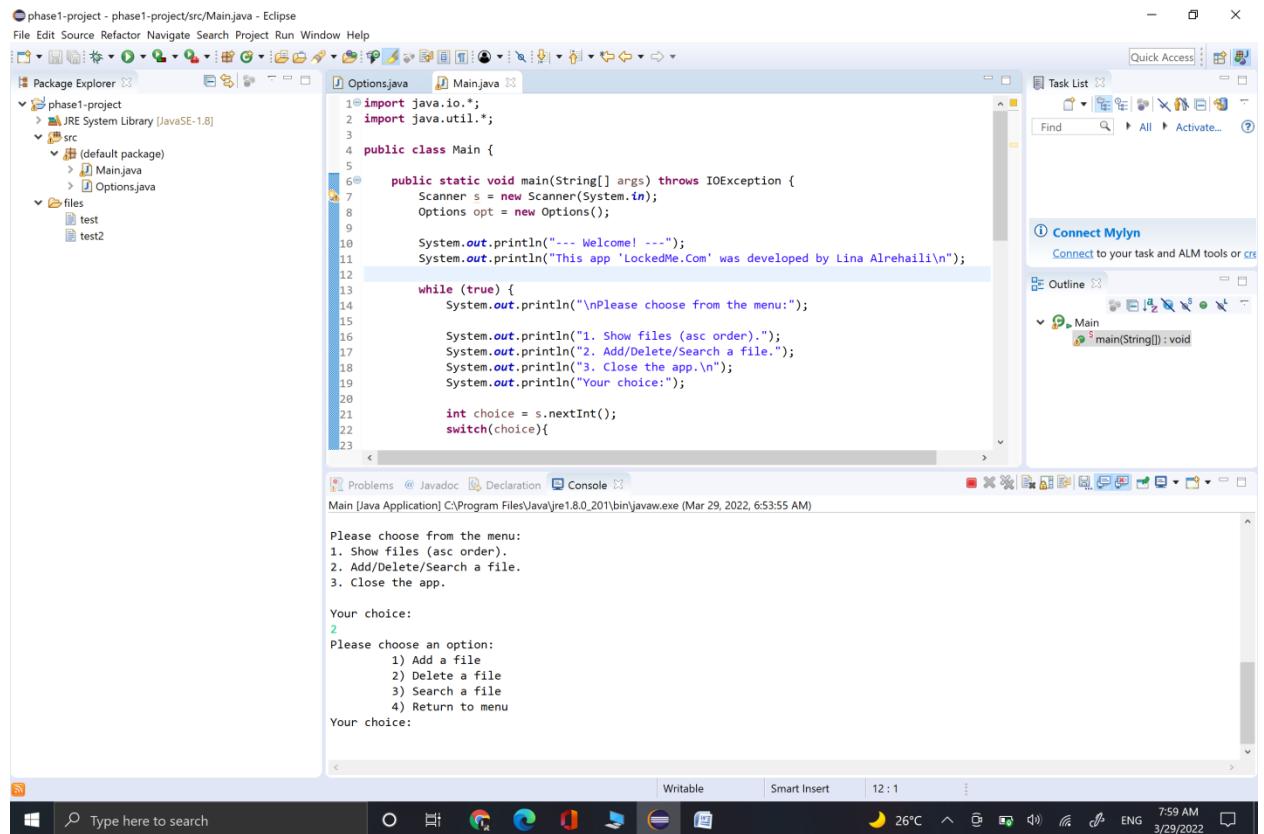 phase1-project - phase1-project/src/Main.java - Eclipse
File Edit Source Refactor Navigate Search Project Run Window Help
Quick Access
Package Explorer
phase1-project
JRE System Library [JavaSE-1.8]
src
(default package)
Main.java
Options.java
files
test
test2
Options.java Main.java
1 import java.io.*;
2 import java.util.*;
3
4 public class Main {
5
6 public static void main(String[] args) throws IOException {
7 Scanner s = new Scanner(System.in);
8 Options opt = new Options();
9
10 System.out.println("--- Welcome! ---");
11 System.out.println("This app 'LockedMe.Com' was developed by Lina Alrehaili\n");
12
13 while (true) {
14 System.out.println("\nPlease choose from the menu:");
15
16 System.out.println("1. Show files (asc order).");
17 System.out.println("2. Add/Delete/Search a file.");
18 System.out.println("3. Close the app.\n");
19 System.out.println("Your choice:");
20
21 int choice = s.nextInt();
22 switch(choice){
23
Task List
Find All Activate...
Connect Mylyn
Connect to your task and ALM tools or cre
Outline
Main
S main(String[]) : void
Problems @ Javadoc Declaration Console
Main [Java Application] C:\Program Files\Java\jre1.8.0_201\bin\javaw.exe (Mar 29, 2022, 6:53:55 AM)
Please choose from the menu:
1. Show files (asc order).
2. Add/Delete/Search a file.
3. Close the app.
Your choice:
2
Please choose an option:
1) Add a file
2) Delete a file
3) Search a file
4) Return to menu
Your choice:
Writable Smart Insert 12 : 1
Type here to search
26°C ENG
7:59 AM
3/29/2022